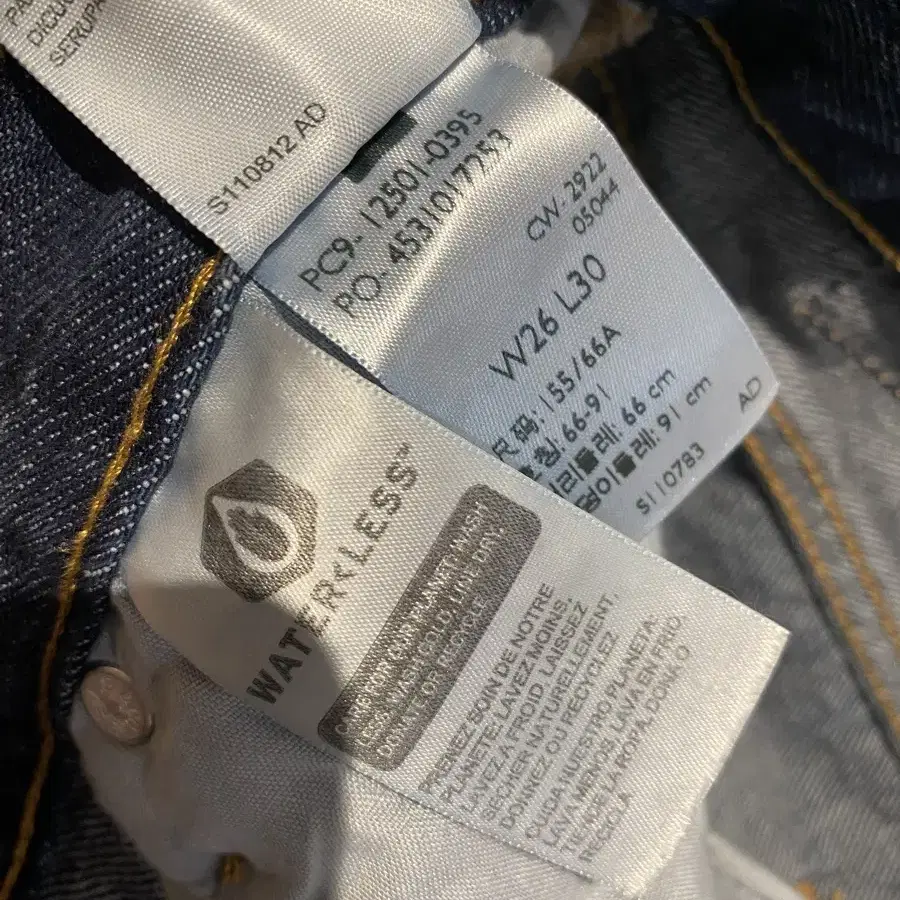 DICUC
SERUPA
S110812 AD
PC9- 12501-0395
PO- 4531017253
CW- 2922
05044
W26 L30
155/66A
66-91
66 cm
91 cm
S110783
AD
WATER<LESS™
CARE FOR OUR PLANET: WASH
LESS, WASH COLD, LINE DRY,
DONATE OR RECYCLE
PRENEZ SOIN DE NOTRE
PLANETE: LAVEZ MOINS,
LAVEZ A FROID, LAISSEZ
SECHER NATURELLEMENT,
DONNEZ OU RECYCLEZ
CUIDA NUESTRO PLANETA:
LAVA MENOS, LAVA EN FRIO
TIENDE LA ROPA, DONA O
RECICLA